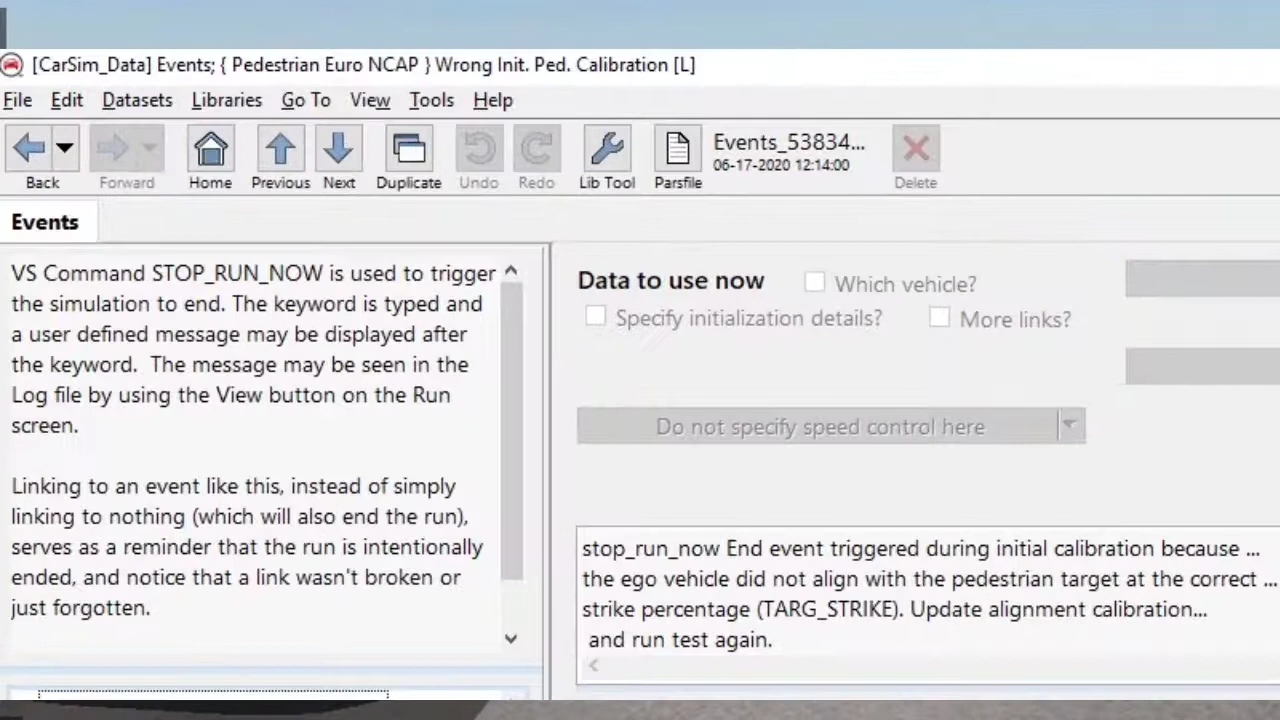 [CarSim_Data] Events; { Pedestrian Euro NCAP } Wrong Init. Ped. Calibration [L]
File Edit Datasets Libraries Go To View Tools Help
Events_53834...
06-17-2020 12:14:00
Back Forward Home Previous Next Duplicate Undo Redo Lib Tool Parsfile Delete
Events
VS Command STOP_RUN_NOW is used to trigger
the simulation to end. The keyword is typed and
a user defined message may be displayed after
the keyword.  The message may be seen in the
Log file by using the View button on the Run
screen.
Linking to an event like this, instead of simply
linking to nothing (which will also end the run),
serves as a reminder that the run is intentionally
ended, and notice that a link wasn't broken or
just forgotten.
Data to use now
Which vehicle?
Specify initialization details?
More links?
Do not specify speed control here
stop_run_now End event triggered during initial calibration because ...
the ego vehicle did not align with the pedestrian target at the correct ...
strike percentage (TARG_STRIKE). Update alignment calibration...
and run test again.